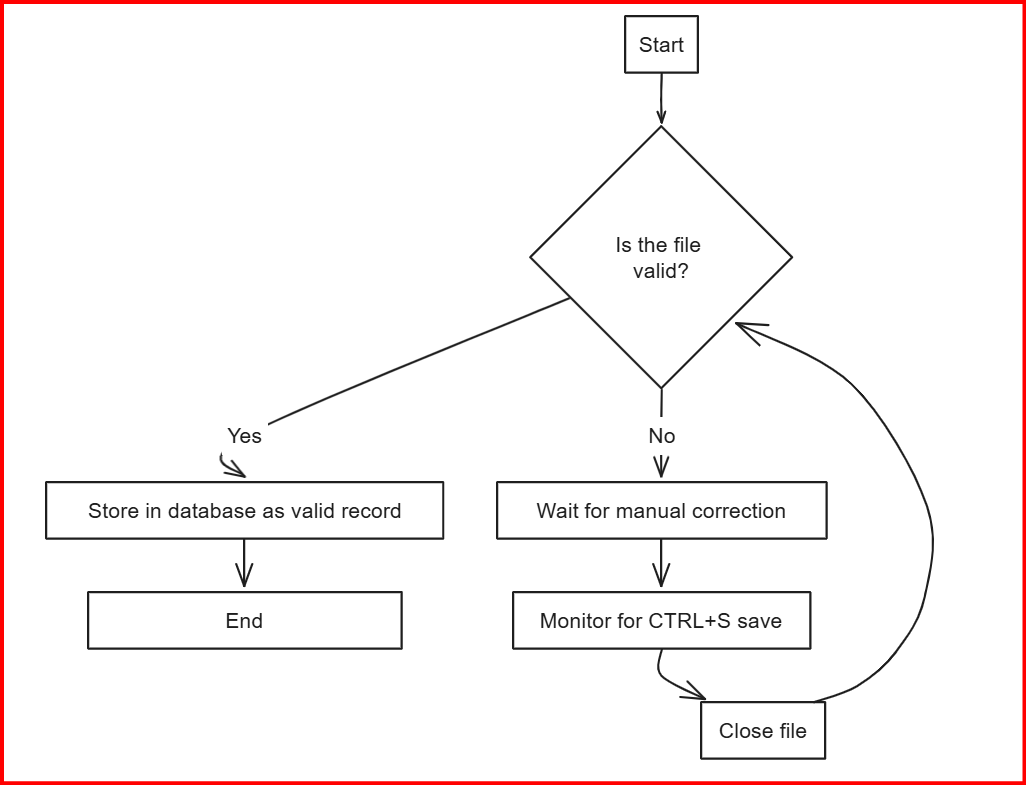 Start
Is the file
valid?
Yes
No
Store in database as valid record
Wait for manual correction
End
Monitor for CTRL+S save
Close file